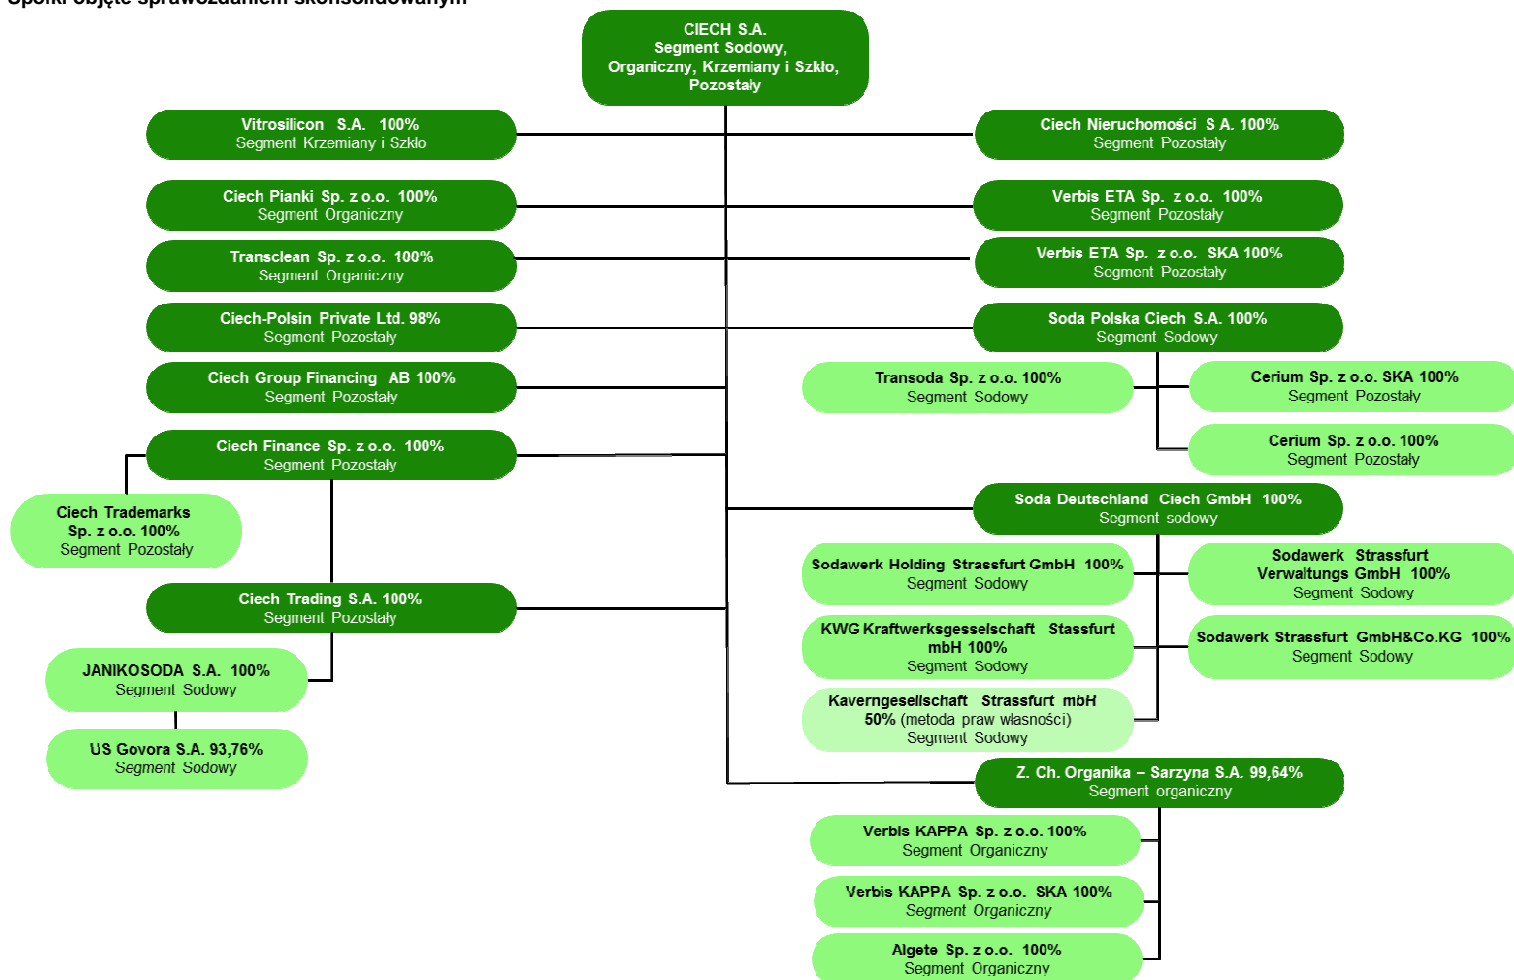 Spółki objęte sprawozdaniem skonsolidowanym
CIECH S.A.
Segment Sodowy,
Organiczny, Krzemiany i Szkło,
Pozostały
Vitrosilicon S.A. 100%
Segment Krzemiany i Szkło
Ciech Nieruchomości S A. 100%
Segment Pozostały
Ciech Pianki Sp. z o.o. 100%
Segment Organiczny
Verbis ETA Sp. z o.o. 100%
Segment Pozostały
Transclean Sp. z o.o. 100%
Segment Organiczny
Verbis ETA Sp. z o.o. SKA 100%
Segment Pozostały
Ciech-Polsin Private Ltd. 98%
Segment Pozostały
Soda Polska Ciech S.A. 100%
Segment Sodowy
Ciech Group Financing AB 100%
Segment Pozostały
Transoda Sp. z o.o. 100%
Segment Sodowy
Cerium Sp. z o.o. SKA 100%
Segment Pozostały
Ciech Finance Sp. z o.o. 100%
Segment Pozostały
Cerium Sp. z o.o. 100%
Segment Pozostały
Ciech Trademarks
Sp. z o.o. 100%
Segment Pozostały
Soda Deutschland Ciech GmbH 100%
Segment sodowy
Sodawerk Holding Strassfurt GmbH 100%
Segment Sodowy
Sodawerk Strassfurt
Verwaltungs GmbH 100%
Segment Sodowy
Ciech Trading S.A. 100%
Segment Pozostały
KWG Kraftwerksgesselschaft Stassfurt
mbH 100%
Segment Sodowy
Sodawerk Strassfurt GmbH&Co.KG 100%
Segment Sodowy
JANIKOSODA S.A. 100%
Segment Sodowy
Kaverngesellschaft Strassfurt mbH
50% (metoda praw własności)
Segment Sodowy
US Govora S.A. 93,76%
Segment Sodowy
Z. Ch. Organika – Sarzyna S.A. 99,64%
Segment organiczny
Verbis KAPPA Sp. z o.o. 100%
Segment Organiczny
Verbis KAPPA Sp. z o.o. SKA 100%
Segment Organiczny
Algete Sp. z o.o. 100%
Segment Organiczny